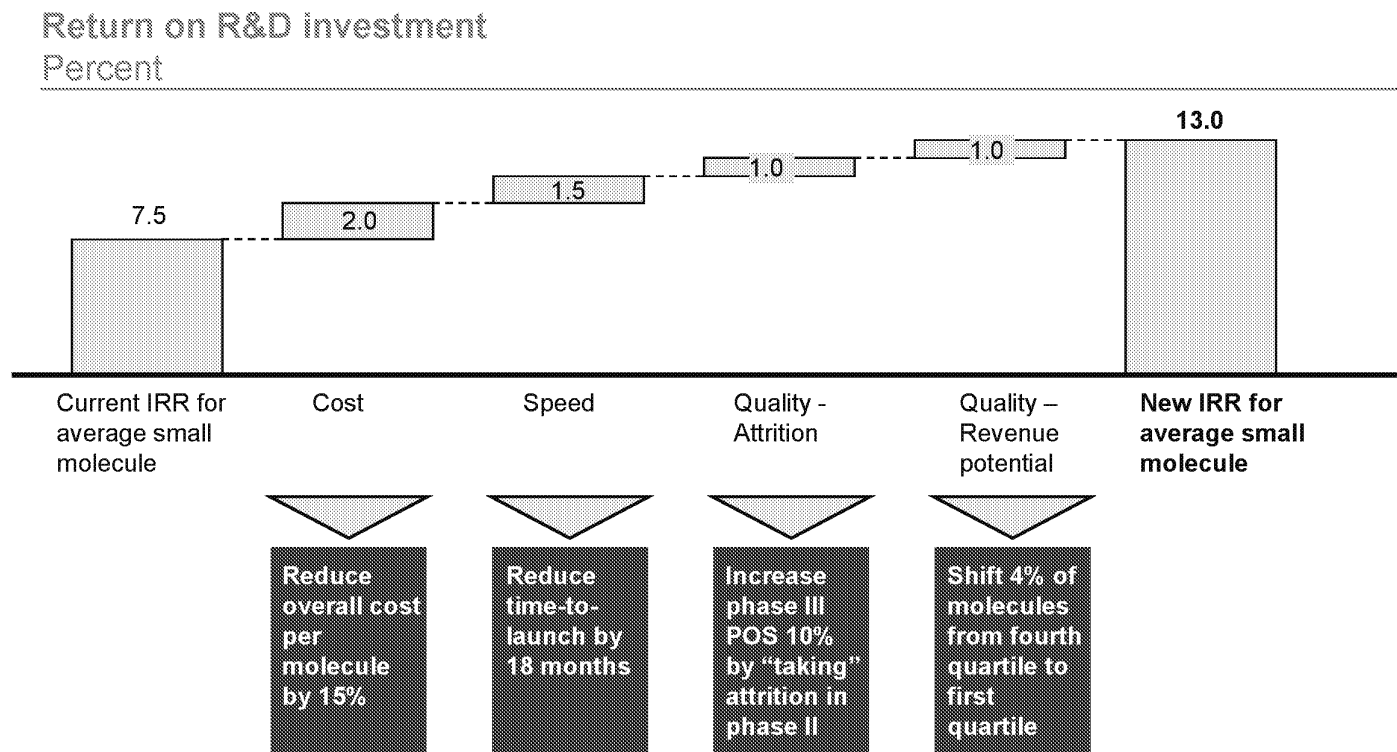 Return on R&D investment
Percent
13.0
1.0
1.0
1.5
2.0
7.5
Current IRR for
average small
molecule
Cost
Speed
Quality -
Attrition
Quality –
Revenue
potential
New IRR for
average small
molecule
Reduce
overall cost
per
molecule
by 15%
Reduce
time-to-
launch by
18 months
Increase
phase III
POS 10%
by “taking”
attrition in
phase II
Shift 4% of
molecules
from fourth
quartile to
first
quartile